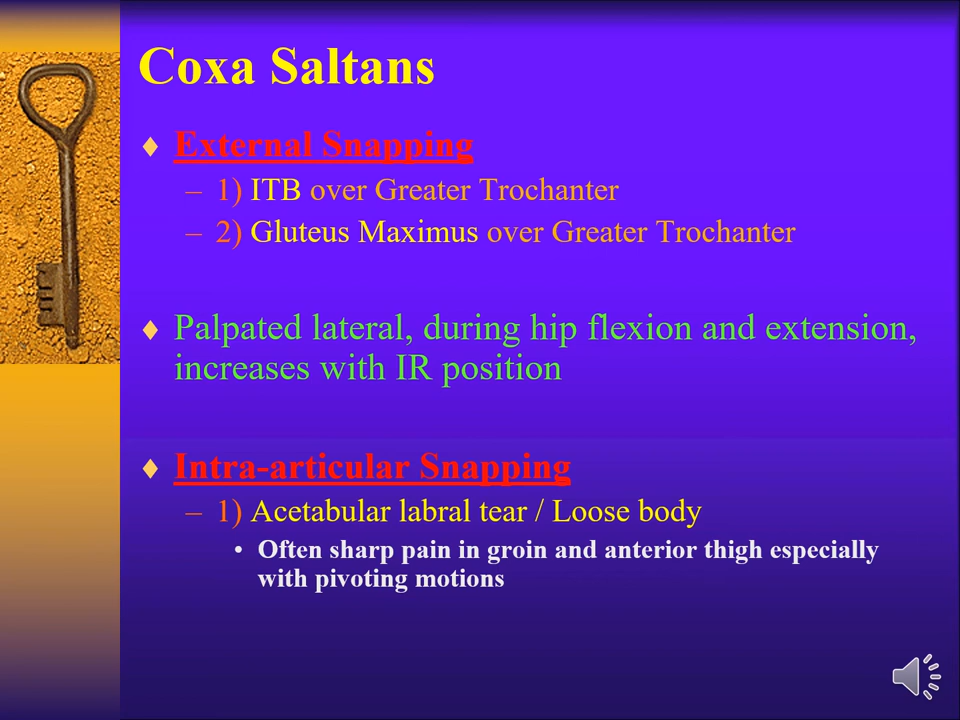 Coxa Saltans
♦ External Snapping
– 1) ITB over Greater Trochanter
– 2) Gluteus Maximus over Greater Trochanter
♦ Palpated lateral, during hip flexion and extension,
increases with IR position
♦ Intra-articular Snapping
– 1) Acetabular labral tear / Loose body
• Often sharp pain in groin and anterior thigh especially
with pivoting motions